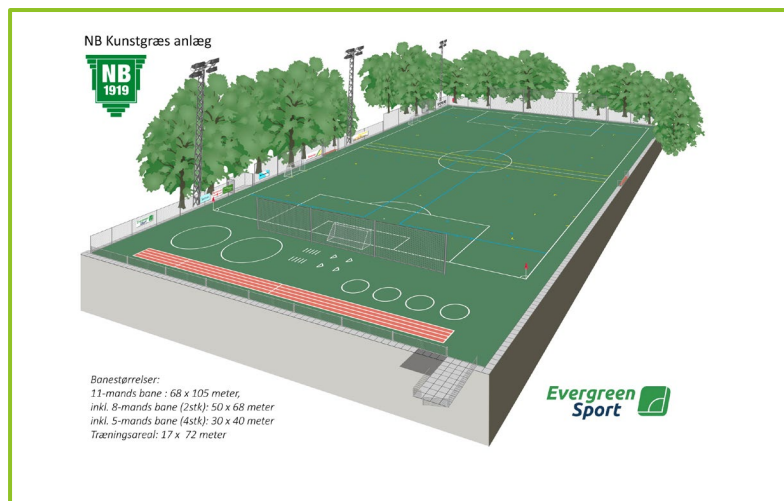 NB Kunstgræs anlæg
NB
1919
Banestørrelser:
11-mands bane : 68 x 105 meter,
inkl. 8-mands bane (2stk): 50 x 68 meter
inkl. 5-mands bane (4stk): 30 x 40 meter
Træningsareal: 17 x 72 meter
Evergreen
Sport